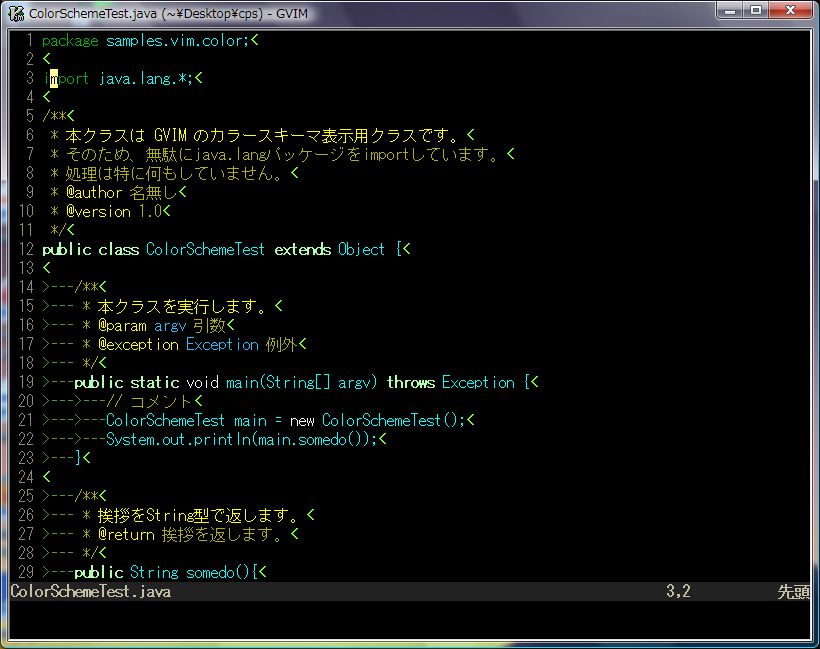 ColorSchemeTest.java (~¥Desktop¥cps) - GVIM
1 package samples.vim.color;<
2 <
3 import java.lang.*;<
4 <
5 /**<
6  * 本クラスは GVIM のカラースキーマ表示用クラスです。<
7  * そのため、無駄にjava.langパッケージをimportしています。<
8  * 処理は特に何もしていません。<
9  * @author 名無し<
10  * @version 1.0<
11  */<
12 public class ColorSchemeTest extends Object {<
13 <
14 >---/**<
15 >--- * 本クラスを実行します。<
16 >--- * @param argv 引数<
17 >--- * @exception Exception 例外<
18 >--- */<
19 >---public static void main(String[] argv) throws Exception {<
20 >--->---// コメント<
21 >--->---ColorSchemeTest main = new ColorSchemeTest();<
22 >--->---System.out.println(main.somedo());<
23 >---}<
24 <
25 >---/**<
26 >--- * 挨拶をString型で返します。<
27 >--- * @return 挨拶を返します。<
28 >--- */<
29 >---public String somedo(){<
ColorSchemeTest.java 3,2 先頭